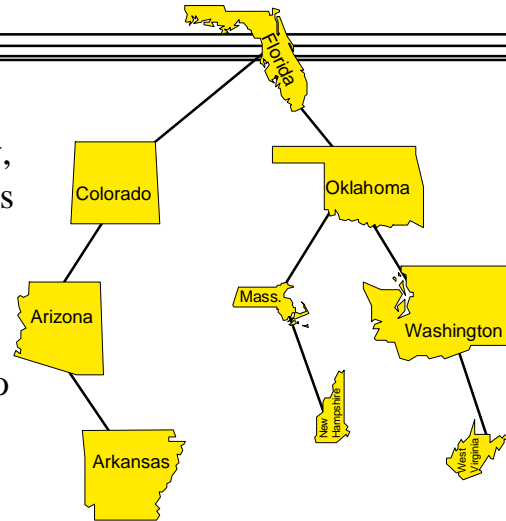 Florida
,
Colorado
s
Oklahoma
Arizona
Mass.
Washington
o
Arkansas
New
Hampshire
West
Virginia